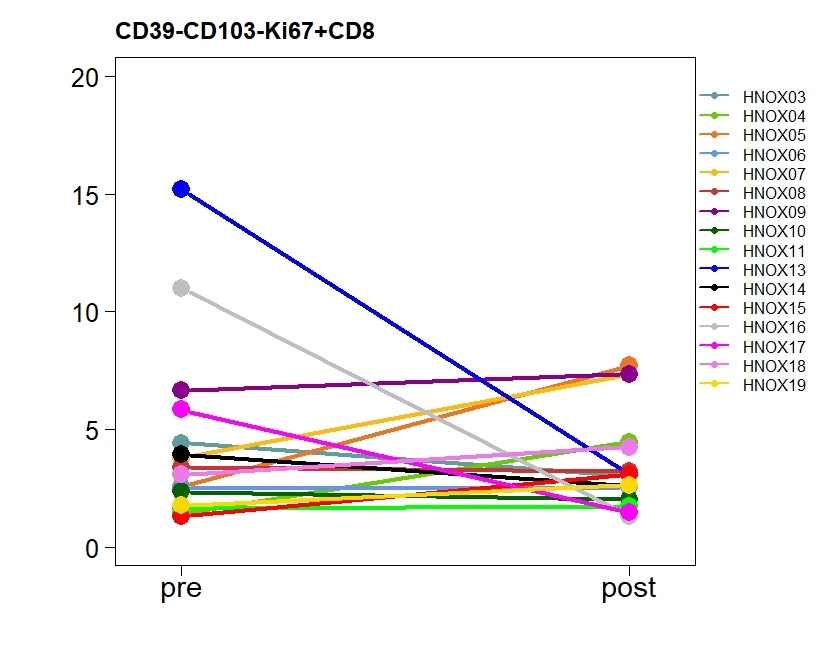 CD39-CD103-Ki67+CD8
20
15
10
5
0
pre
post
HNOX03
HNOX04
HNOX05
HNOX06
HNOX07
HNOX08
HNOX09
HNOX10
HNOX11
HNOX13
HNOX14
HNOX15
HNOX16
HNOX17
HNOX18
HNOX19